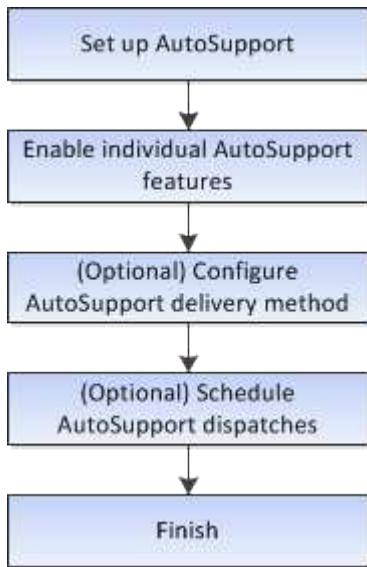 Set up AutoSupport
Enable individual AutoSupport
features
(Optional) Configure
AutoSupport delivery method
(Optional) Schedule
AutoSupport dispatches
Finish